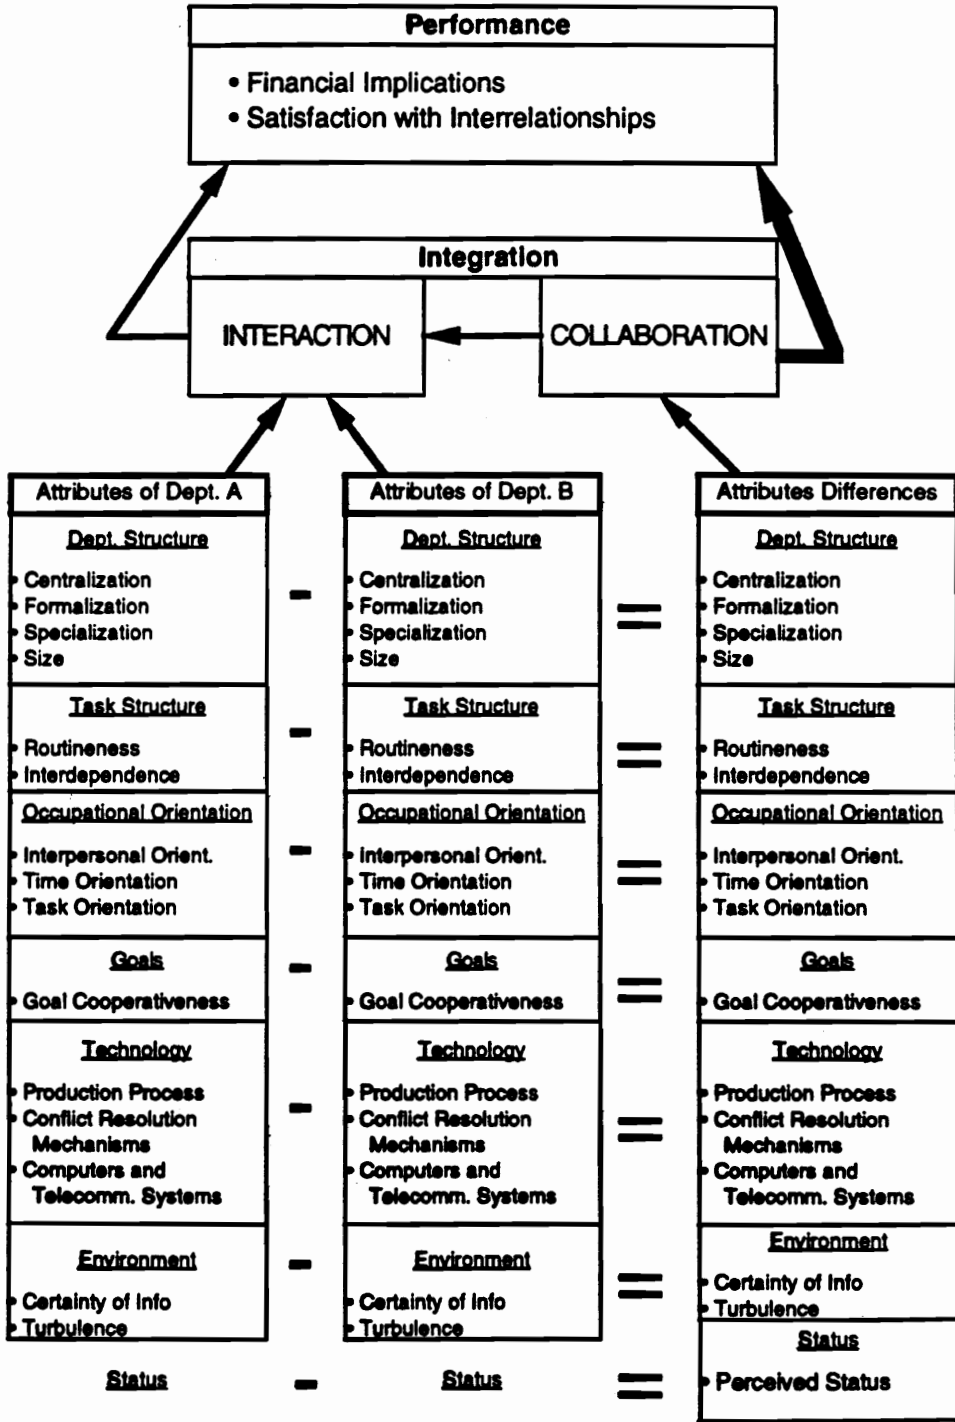 Performance
• Financial Implications
• Satisfaction with Interrelationships
Integration
INTERACTION
COLLABORATION
Attributes of Dept. A
Dept. Structure
• Centralization
• Formalization
• Specialization
• Size
Task Structure
• Routineness
• Interdependence
Occupational Orientation
• Interpersonal Orient.
• Time Orientation
• Task Orientation
Goals
• Goal Cooperativeness
Technology
• Production Process
• Conflict Resolution
Mechanisms
• Computers and
Telecomm. Systems
Environment
• Certainty of Info
• Turbulence
Status
-
-
-
-
-
-
-
Attributes of Dept. B
Dept. Structure
• Centralization
• Formalization
• Specialization
• Size
Task Structure
• Routineness
• Interdependence
Occupational Orientation
• Interpersonal Orient.
• Time Orientation
• Task Orientation
Goals
• Goal Cooperativeness
Technology
• Production Process
• Conflict Resolution
Mechanisms
• Computers and
Telecomm. Systems
Environment
• Certainty of Info
• Turbulence
Status
=
=
=
=
=
=
=
Attributes Differences
Dept. Structure
• Centralization
• Formalization
• Specialization
• Size
Task Structure
• Routineness
• Interdependence
Occupational Orientation
• Interpersonal Orient.
• Time Orientation
• Task Orientation
Goals
• Goal Cooperativeness
Technology
• Production Process
• Conflict Resolution
Mechanisms
• Computers and
Telecomm. Systems
Environment
• Certainty of Info
• Turbulence
Status
• Perceived Status